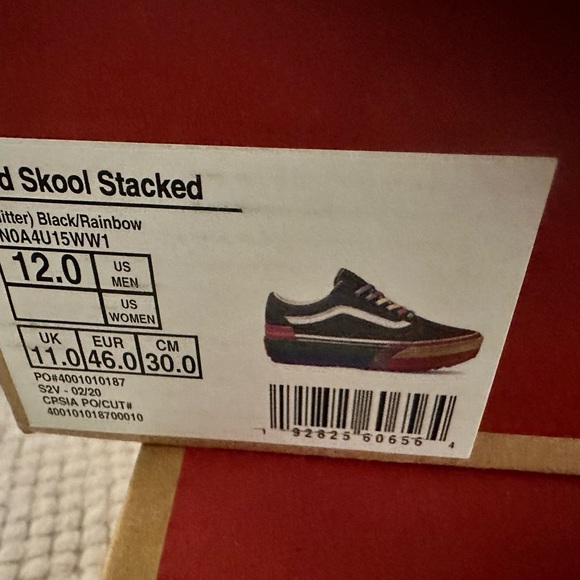 d Skool Stacked
itter) Black/Rainbow
N0A4U15WW1
12.0 US MEN
US WOMEN
UK EUR CM
11.0 46.0 30.0
PO#4001010187
S2V - 02/20
CPSIA PO/CUT#
400101018700010
1 92825 60656 4